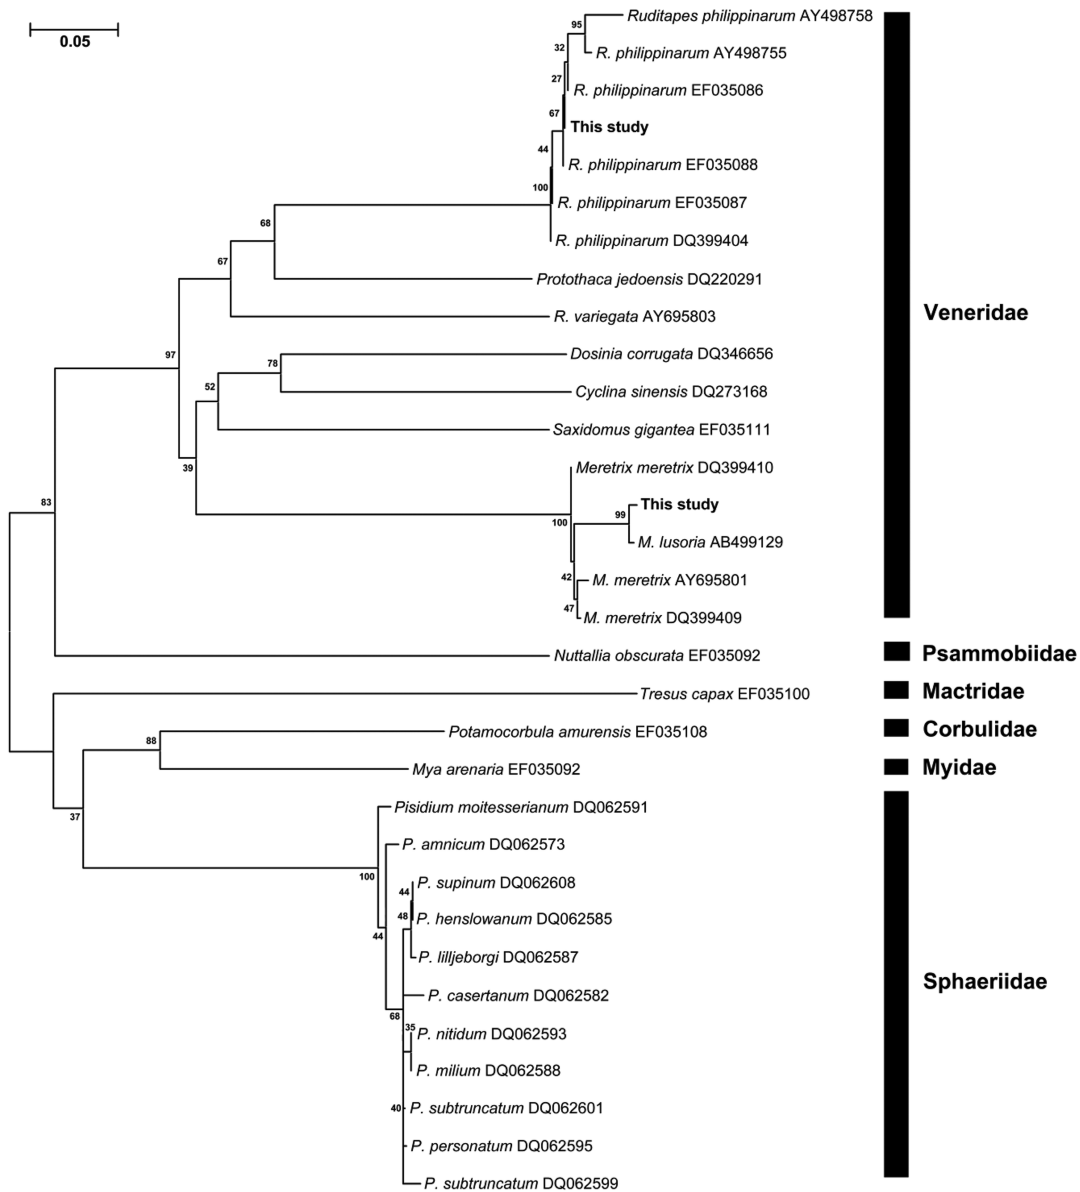 0.05
95
Ruditapes philippinarum AY498758
32
R. philippinarum AY498755
27
R. philippinarum EF035086
67
This study
44
R. philippinarum EF035088
100
R. philippinarum EF035087
68
R. philippinarum DQ399404
67
Protothaca jedoensis DQ220291
R. variegata AY695803
Veneridae
97
Dosinia corrugata DQ346656
78
52
Cyclina sinensis DQ273168
Saxidomus gigantea EF035111
39
Meretrix meretrix DQ399410
83
This study
99
100
M. lusoria AB499129
42
M. meretrix AY695801
47
M. meretrix DQ399409
Nuttallia obscurata EF035092
Psammobiidae
Tresus capax EF035100
Mactridae
Potamocorbula amurensis EF035108
Corbulidae
88
Mya arenaria EF035092
Myidae
37
Pisidium moitesserianum DQ062591
P. amnicum DQ062573
100
P. supinum DQ062608
44
48
P. henslowanum DQ062585
44
P. lilljeborgi DQ062587
Sphaeriidae
P. casertanum DQ062582
68
35
P. nitidum DQ062593
P. milium DQ062588
40
P. subtruncatum DQ062601
P. personatum DQ062595
P. subtruncatum DQ062599